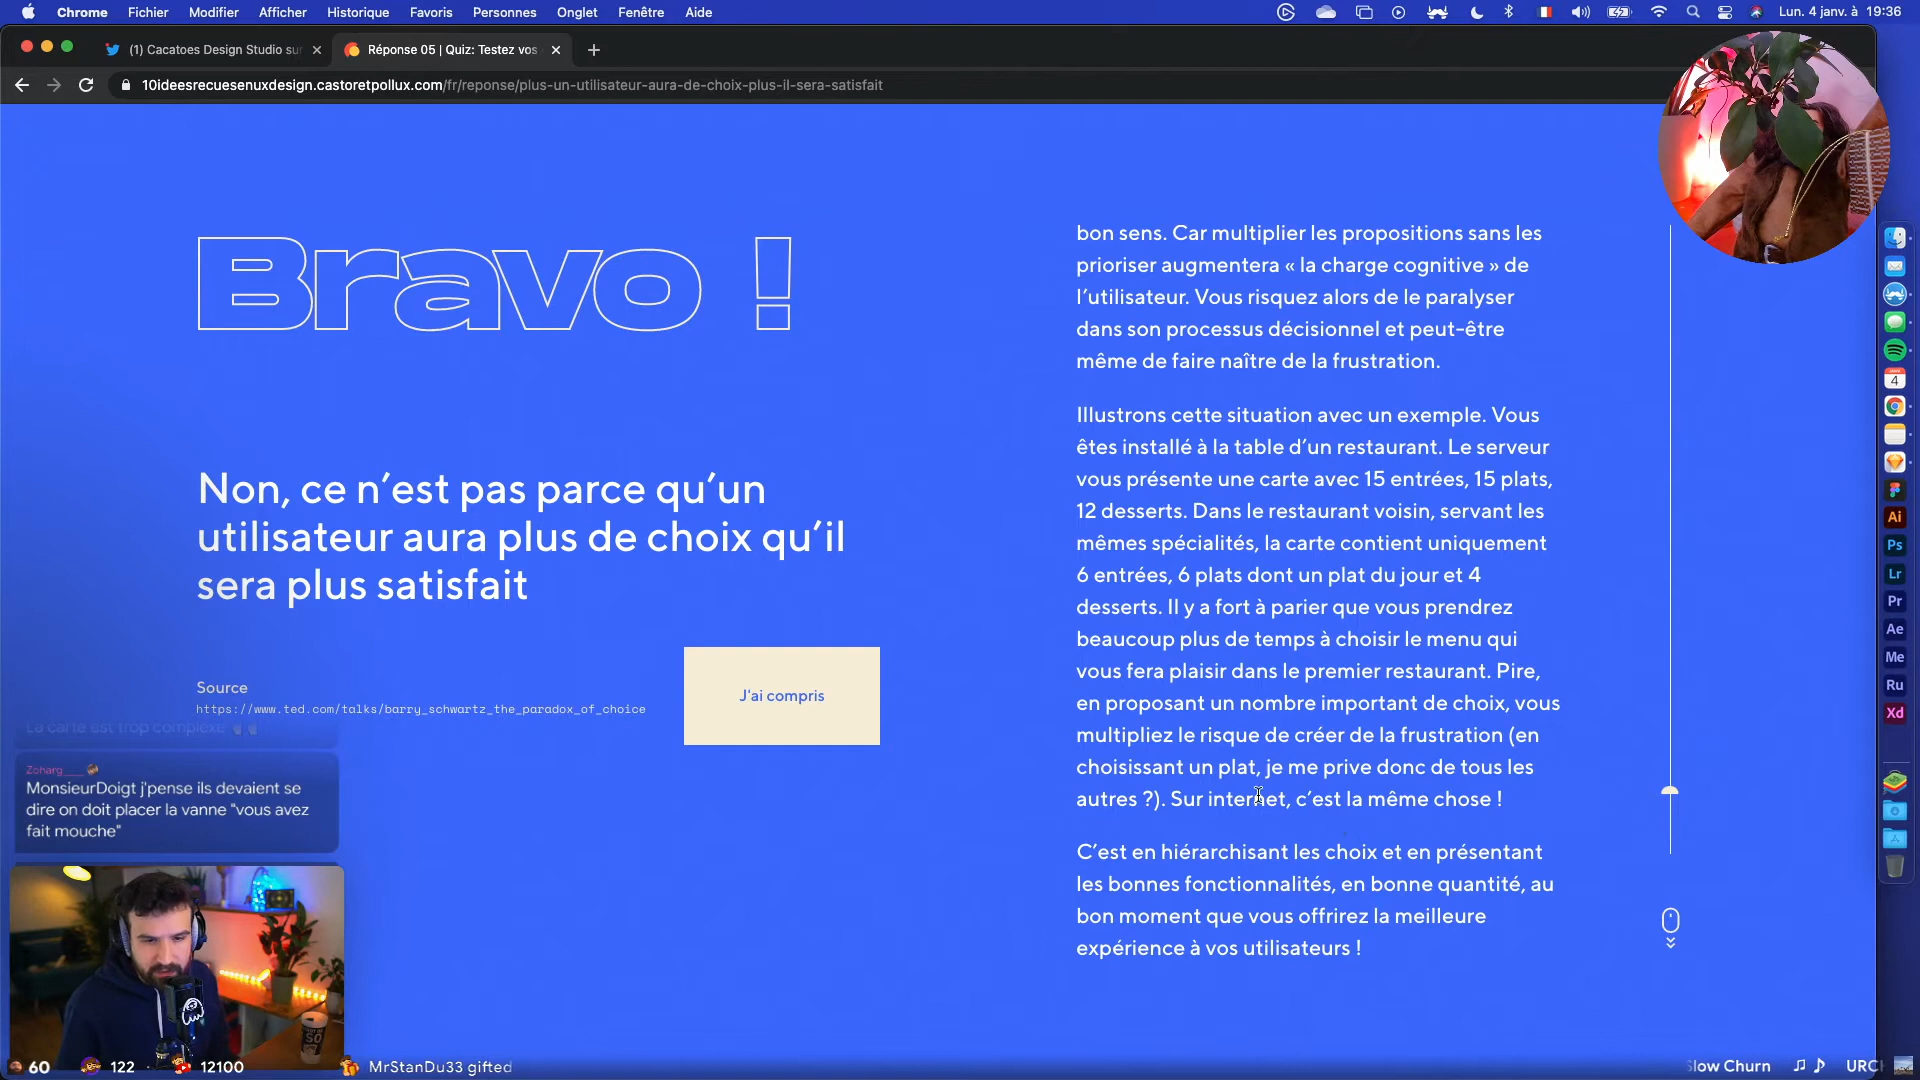 Chrome Fichier Modifier Afficher Historique Favoris Personnes Onglet Fenêtre Aide
Lun. 4 janv. à 19:36
(1) Cacatoes Design Studio sur
Réponse 05 | Quiz: Testez vos
10ideesrecuesenuxdesign.castoretpollux.com/fr/reponse/plus-un-utilisateur-aura-de-choix-plus-il-sera-satisfait
Bravo !
Non, ce n’est pas parce qu’un
utilisateur aura plus de choix qu’il
sera plus satisfait
Source
https://www.ted.com/talks/barry_schwartz_the_paradox_of_choice
J'ai compris
bon sens. Car multiplier les propositions sans les
prioriser augmentera « la charge cognitive » de
l’utilisateur. Vous risquez alors de le paralyser
dans son processus décisionnel et peut-être
même de faire naître de la frustration.
Illustrons cette situation avec un exemple. Vous
êtes installé à la table d’un restaurant. Le serveur
vous présente une carte avec 15 entrées, 15 plats,
12 desserts. Dans le restaurant voisin, servant les
mêmes spécialités, la carte contient uniquement
6 entrées, 6 plats dont un plat du jour et 4
desserts. Il y a fort à parier que vous prendrez
beaucoup plus de temps à choisir le menu qui
vous fera plaisir dans le premier restaurant. Pire,
en proposant un nombre important de choix, vous
multipliez le risque de créer de la frustration (en
choisissant un plat, je me prive donc de tous les
autres ?). Sur internet, c’est la même chose !
C’est en hiérarchisant les choix et en présentant
les bonnes fonctionnalités, en bonne quantité, au
bon moment que vous offrirez la meilleure
expérience à vos utilisateurs !
La carte est trop complexe
Zoharg___
MonsieurDoigt j'pense ils devaient se
dire on doit placer la vanne "vous avez
fait mouche"
60 122 12100 MrStanDu33 gifted
Slow Churn
4
Ai
Ps
Lr
Pr
Ae
Me
Ru
Xd